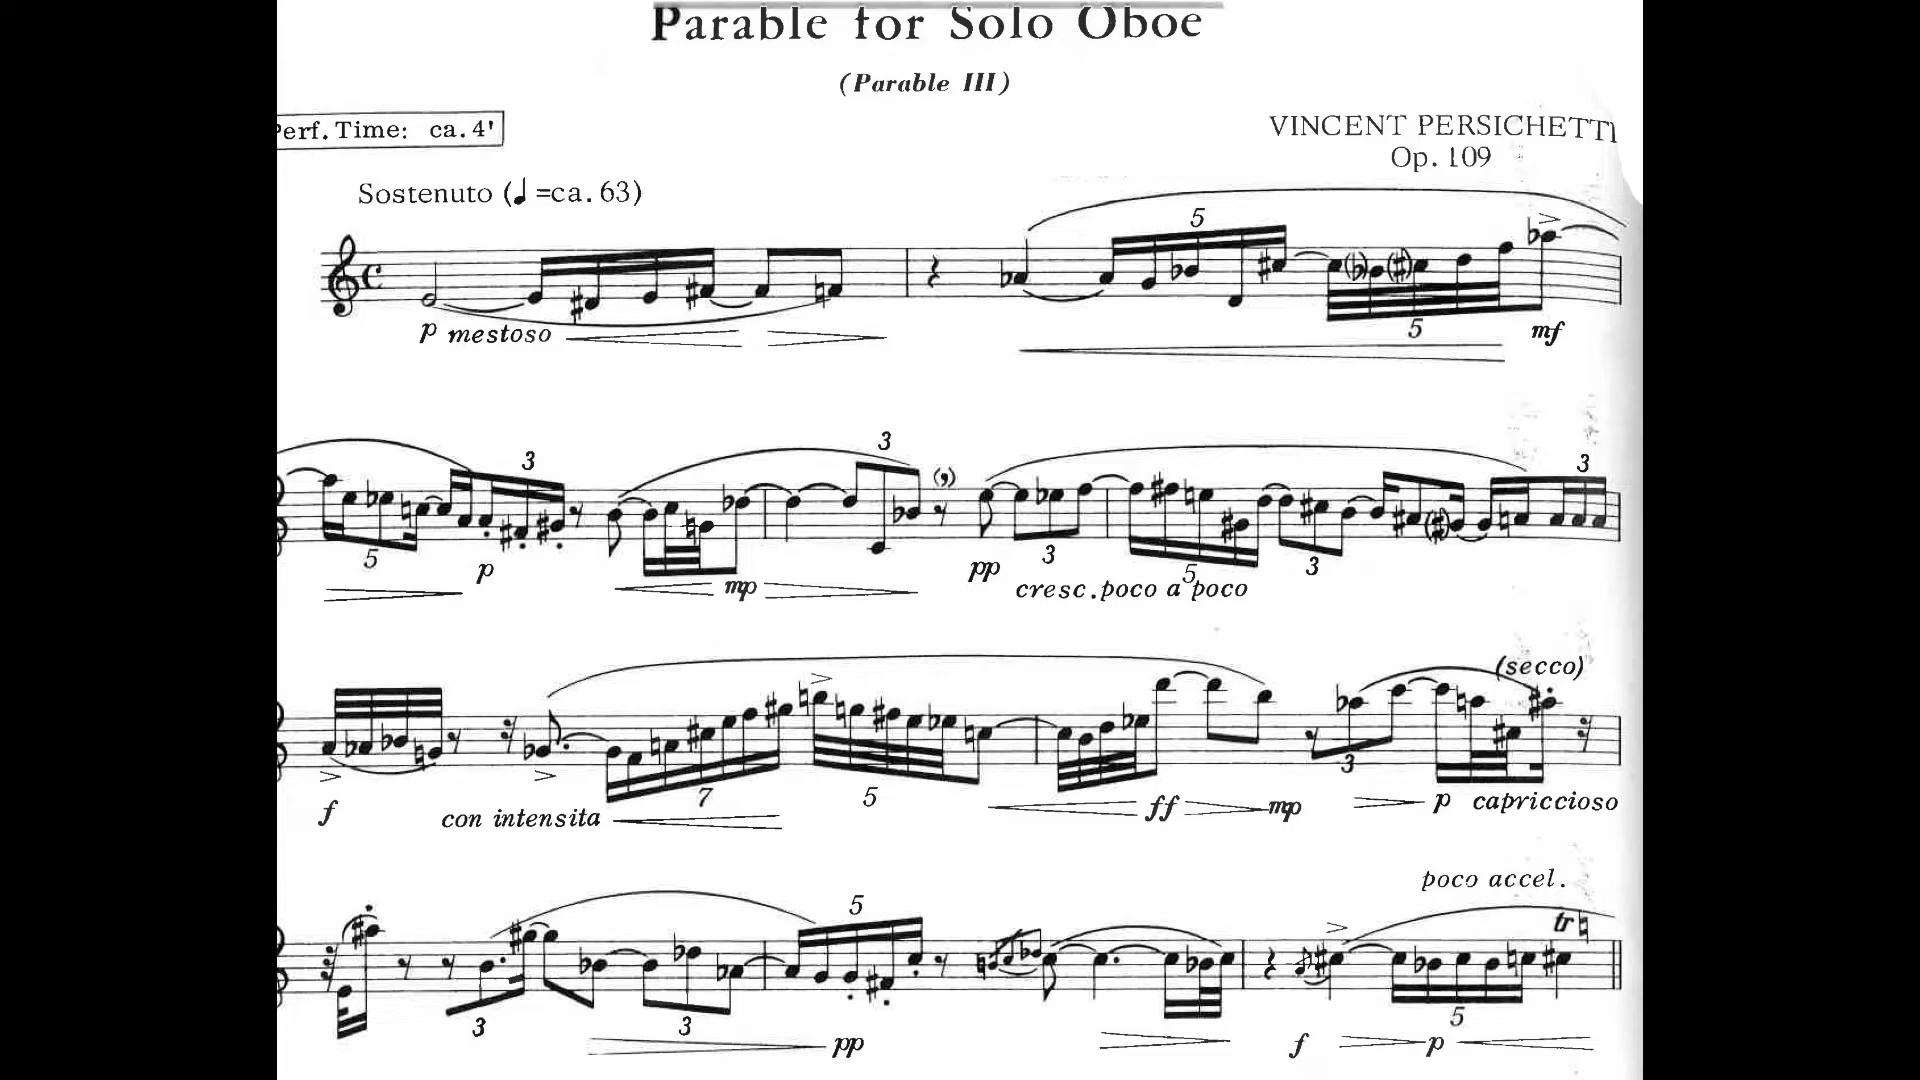 Parable for Solo Oboe
(Parable III)
Perf. Time: ca. 4'
VINCENT PERSICHETTI
Op. 109
Sostenuto (♩=ca. 63)
5
p mestoso
5
mf
3
3
(,)
3
5
p
mp
pp
3
5
3
cresc. poco a poco
(secco)
f
con intensita
7
5
ff
mp
3
p capriccioso
poco accel.
5
tr ♮
3
3
pp
f
p
5